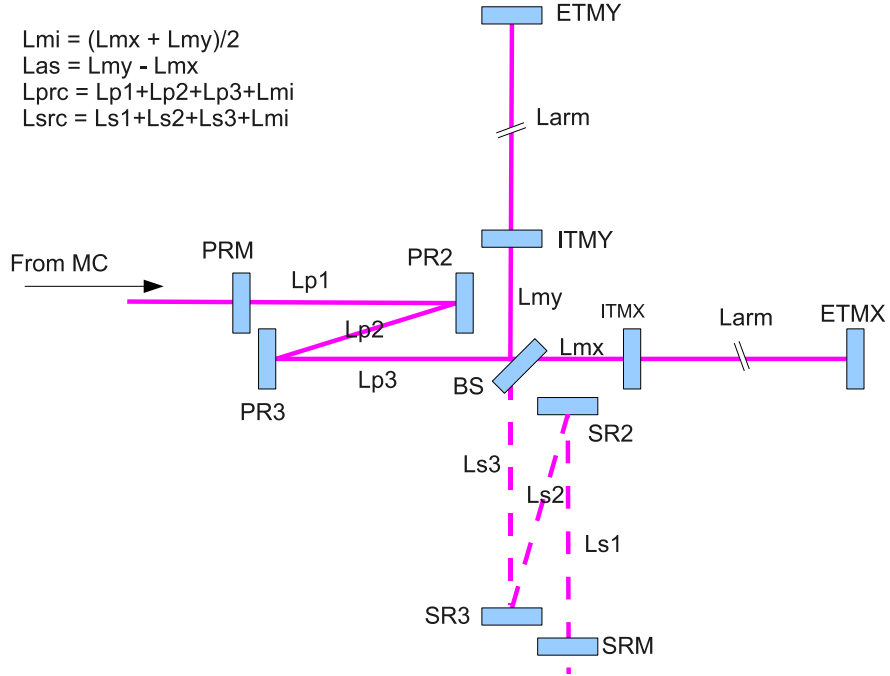 Lmi = (Lmx + Lmy)/2
Las = Lmy - Lmx
Lprc = Lp1+Lp2+Lp3+Lmi
Lsrc = Ls1+Ls2+Ls3+Lmi
ETMY
Larm
ITMY
From MC
PRM
Lp1
PR2
Lmy
Lp2
ITMX
Larm
ETMX
Lmx
PR3
Lp3
BS
SR2
Ls3
Ls2
Ls1
SR3
SRM